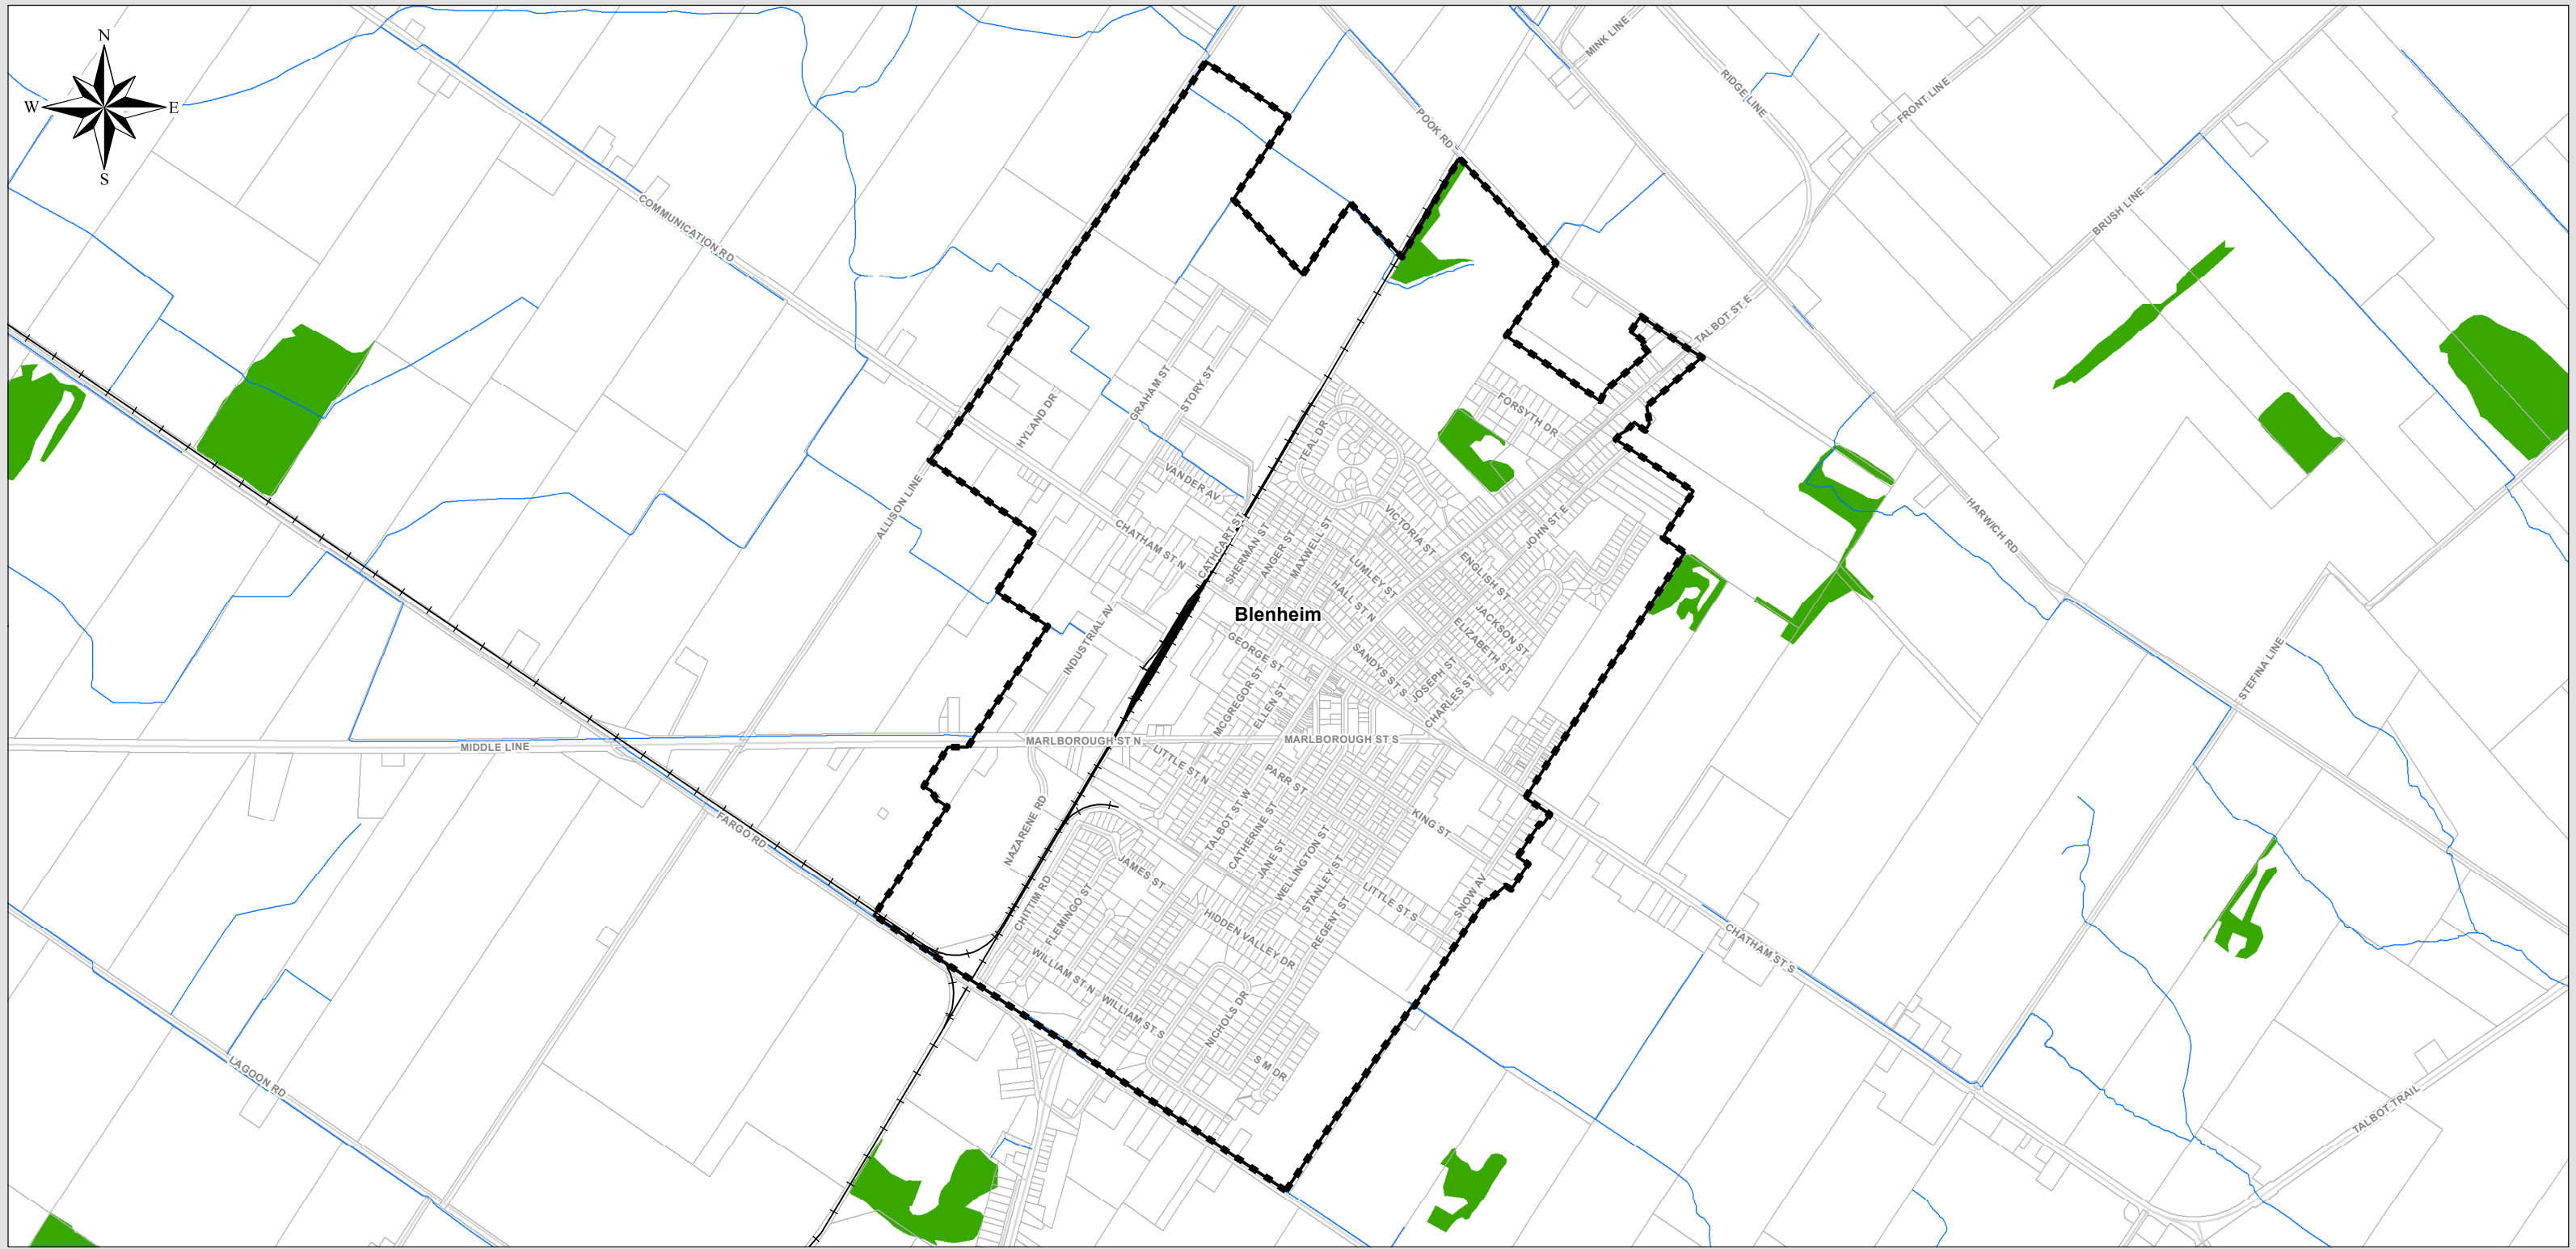 N
W
E
S
MINK LINE
RIDGE LINE
FRONT LINE
POOK RD
COMMUNICATION RD
BRUSH LINE
TALBOT ST E
HYLAND DR
GRAHAM ST
STORY ST
FORSYTH DR
TEAL DR
VANDER AV
ALLISON LINE
CHATHAM ST N
CATHCART ST
SHERMAN ST
ANGER ST
MAXWELL ST
VICTORIA ST
JOHN ST E
HARWICH RD
LUMLEY ST
ENGLISH ST
HALL ST N
JACKSON ST
ELIZABETH ST
Blenheim
INDUSTRIAL AV
GEORGE ST
SANDYS ST S
JOSEPH ST
CHARLES ST
MCGREGOR ST
ELLEN ST
STEFINA LINE
MIDDLE LINE
MARLBOROUGH ST N
MARLBOROUGH ST S
LITTLE ST N
PARR ST
KING ST
FARGO RD
NAZARENE RD
TALBOT ST W
CATHERINE ST
JANE ST
WELLINGTON ST
STANLEY ST
JAMES ST
CHITTIM RD
FLEMING ST
LITTLE ST S
SNOW AV
REGENT ST
HIDDEN VALLEY DR
CHATHAM ST S
WILLIAM ST N
WILLIAM ST S
NICHOLS DR
S M DR
LAGOON RD
TALBOT TRAIL